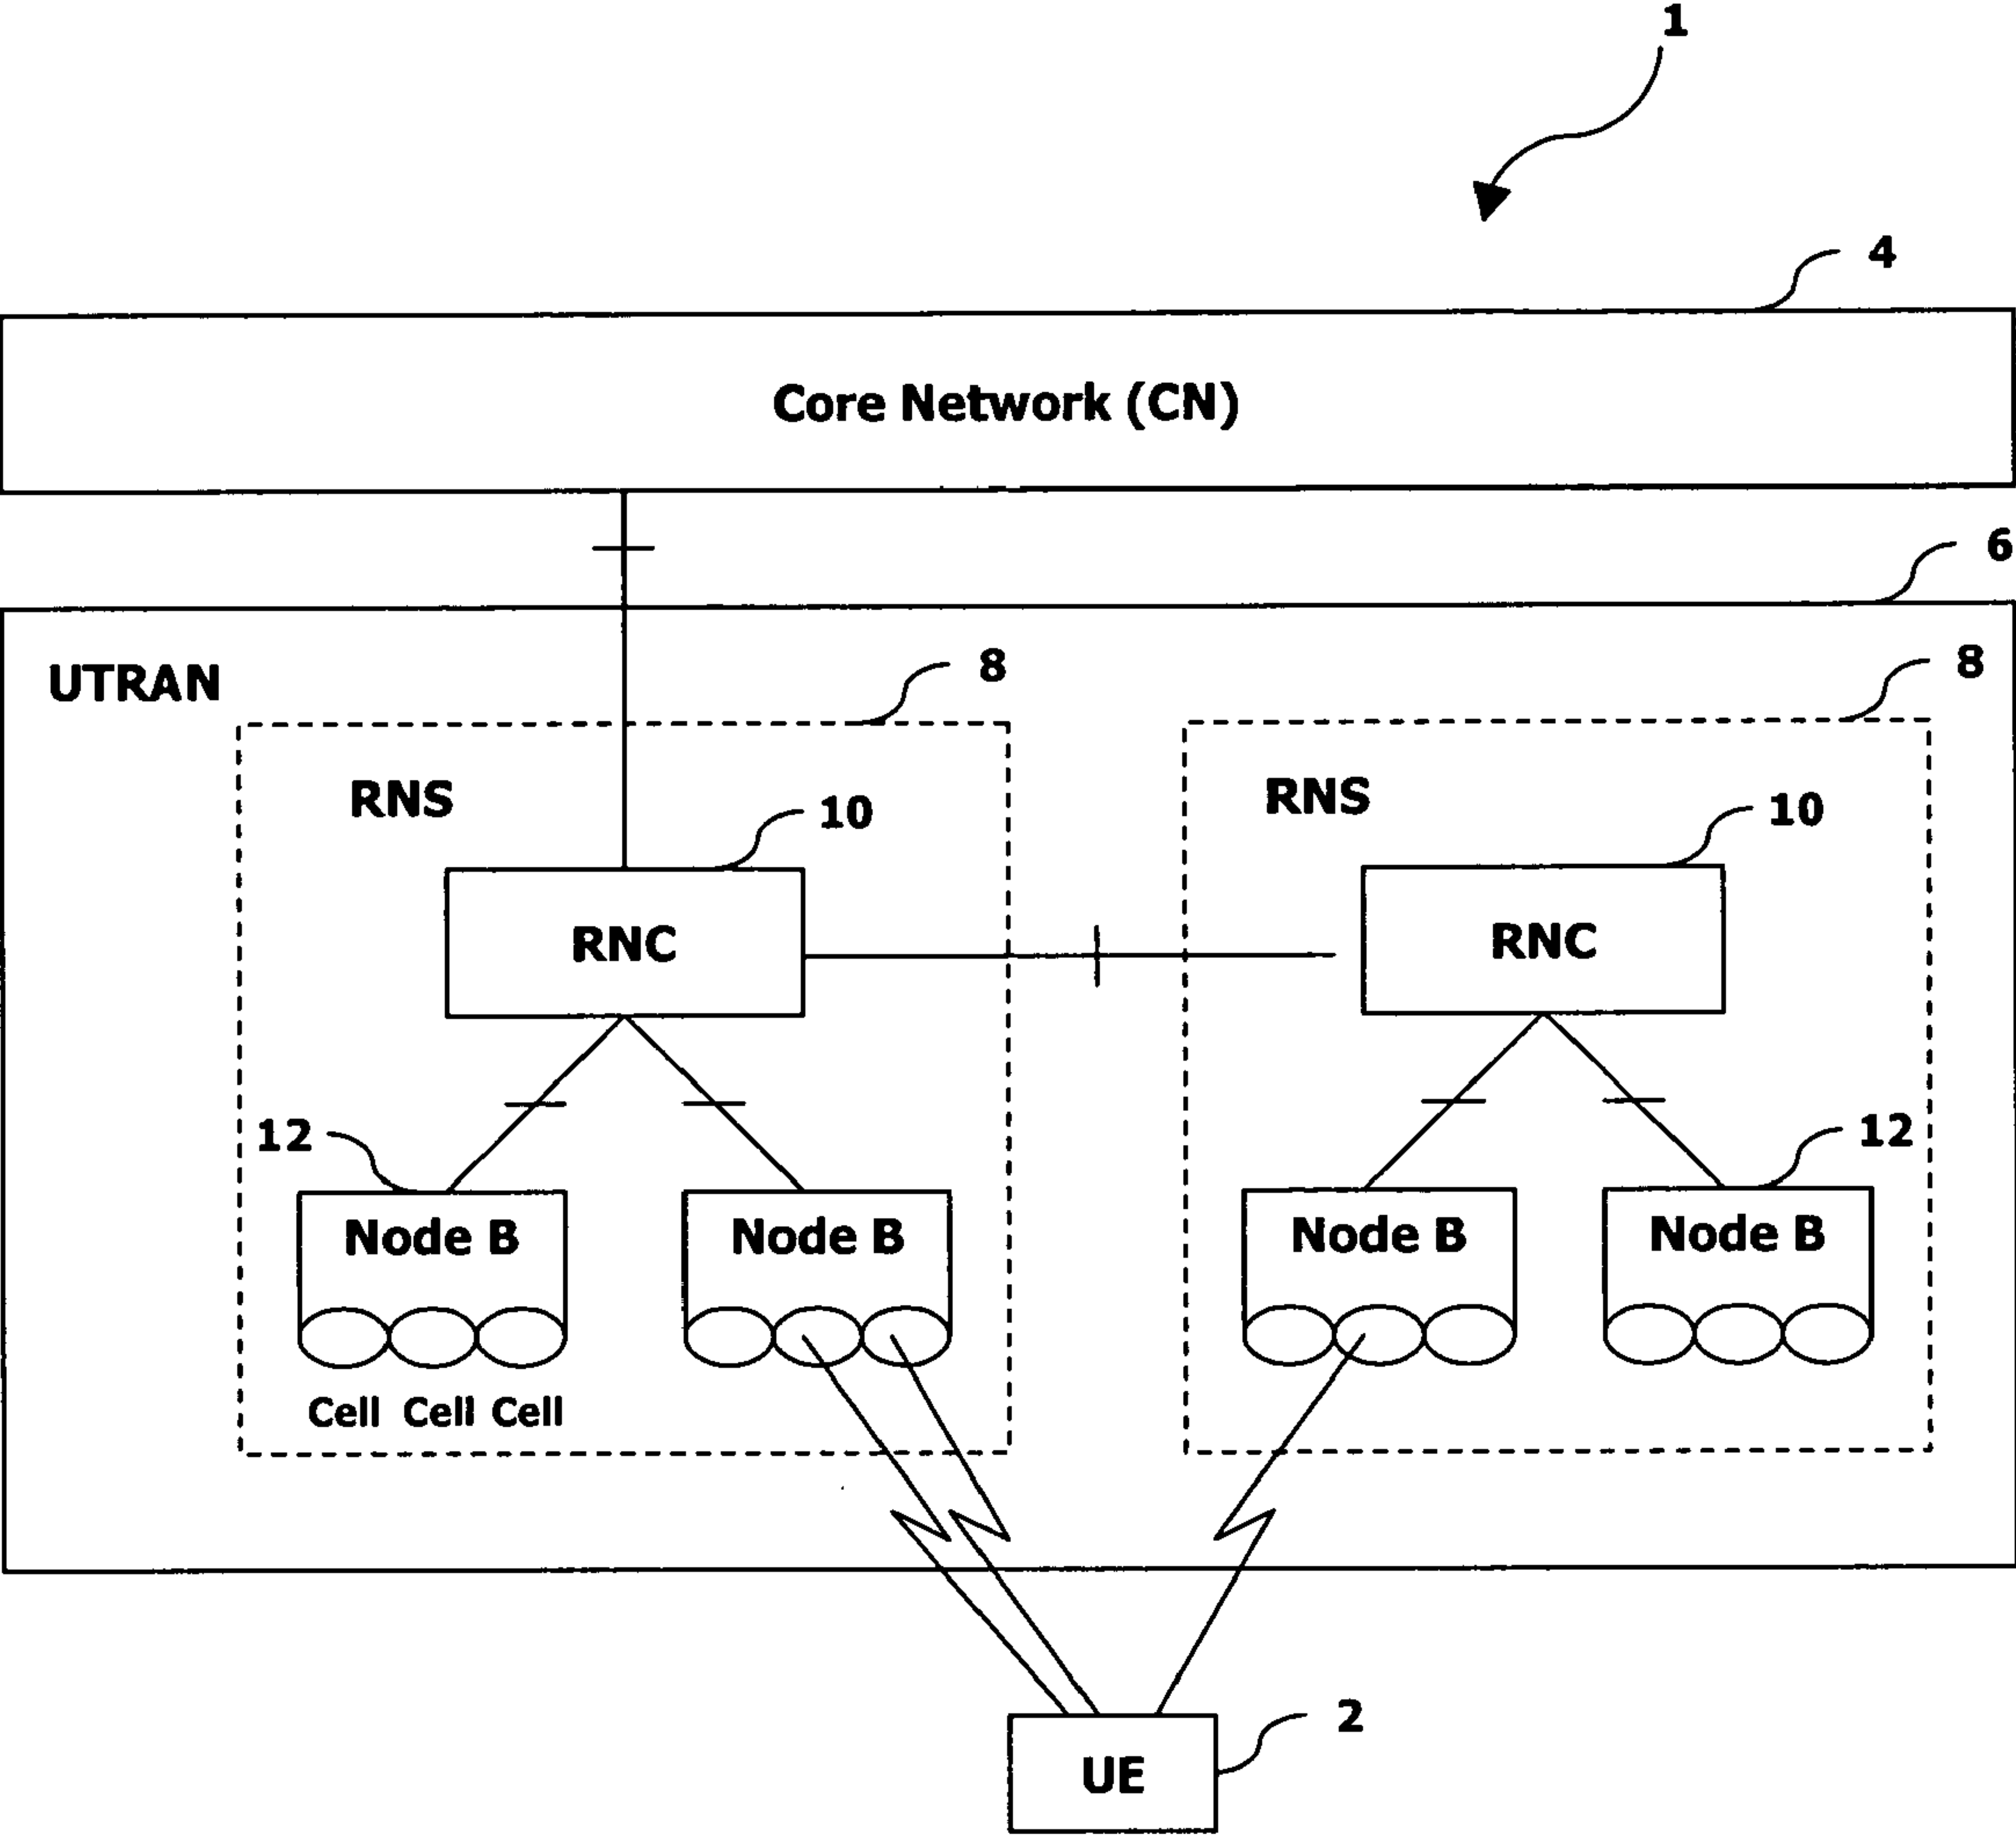 1
4
Core Network (CN)
6
UTRAN
8
8
RNS
RNS
10
10
RNC
RNC
12
12
Node B
Node B
Node B
Node B
Cell Cell Cell
2
UE